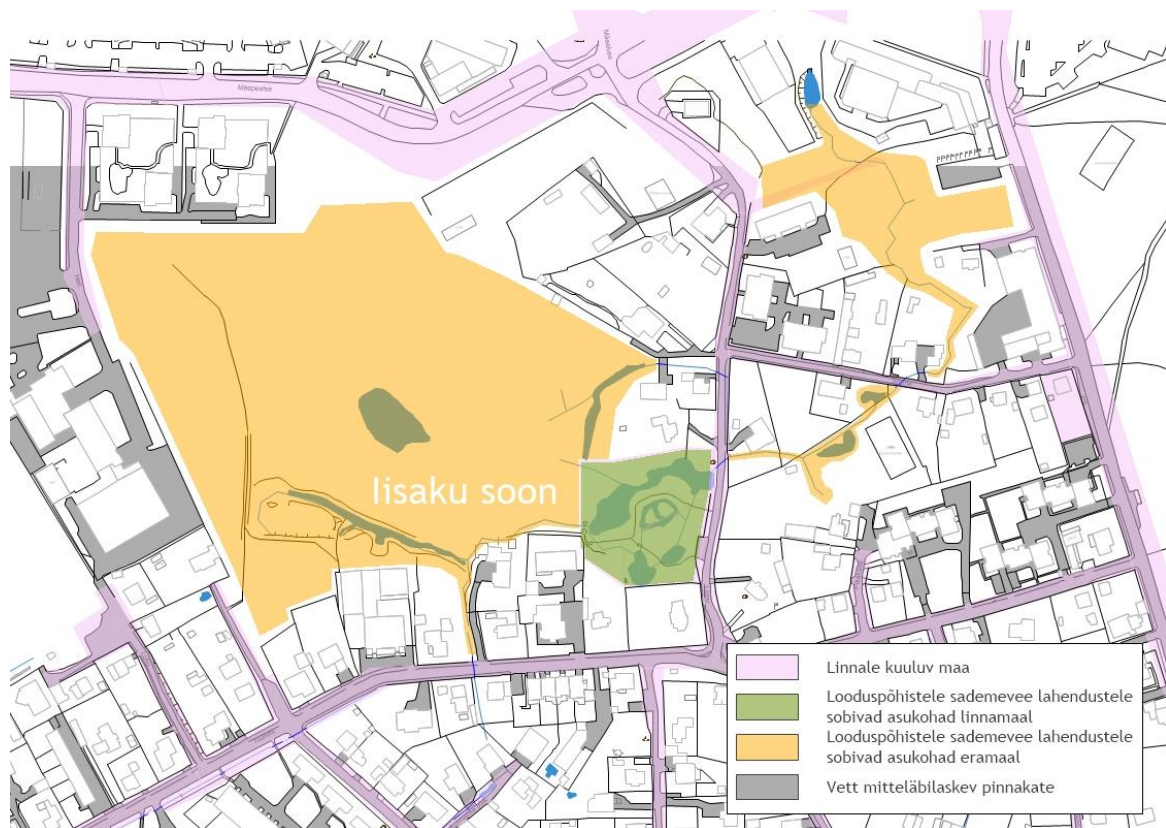 Mäepealse
Iisaku soon
Linnale kuuluv maa
Looduspõhistele sademevee lahendustele
sobivad asukohad linnamaal
Looduspõhistele sademevee lahendustele
sobivad asukohad eramaal
Vett mitteläbilaskev pinnakate